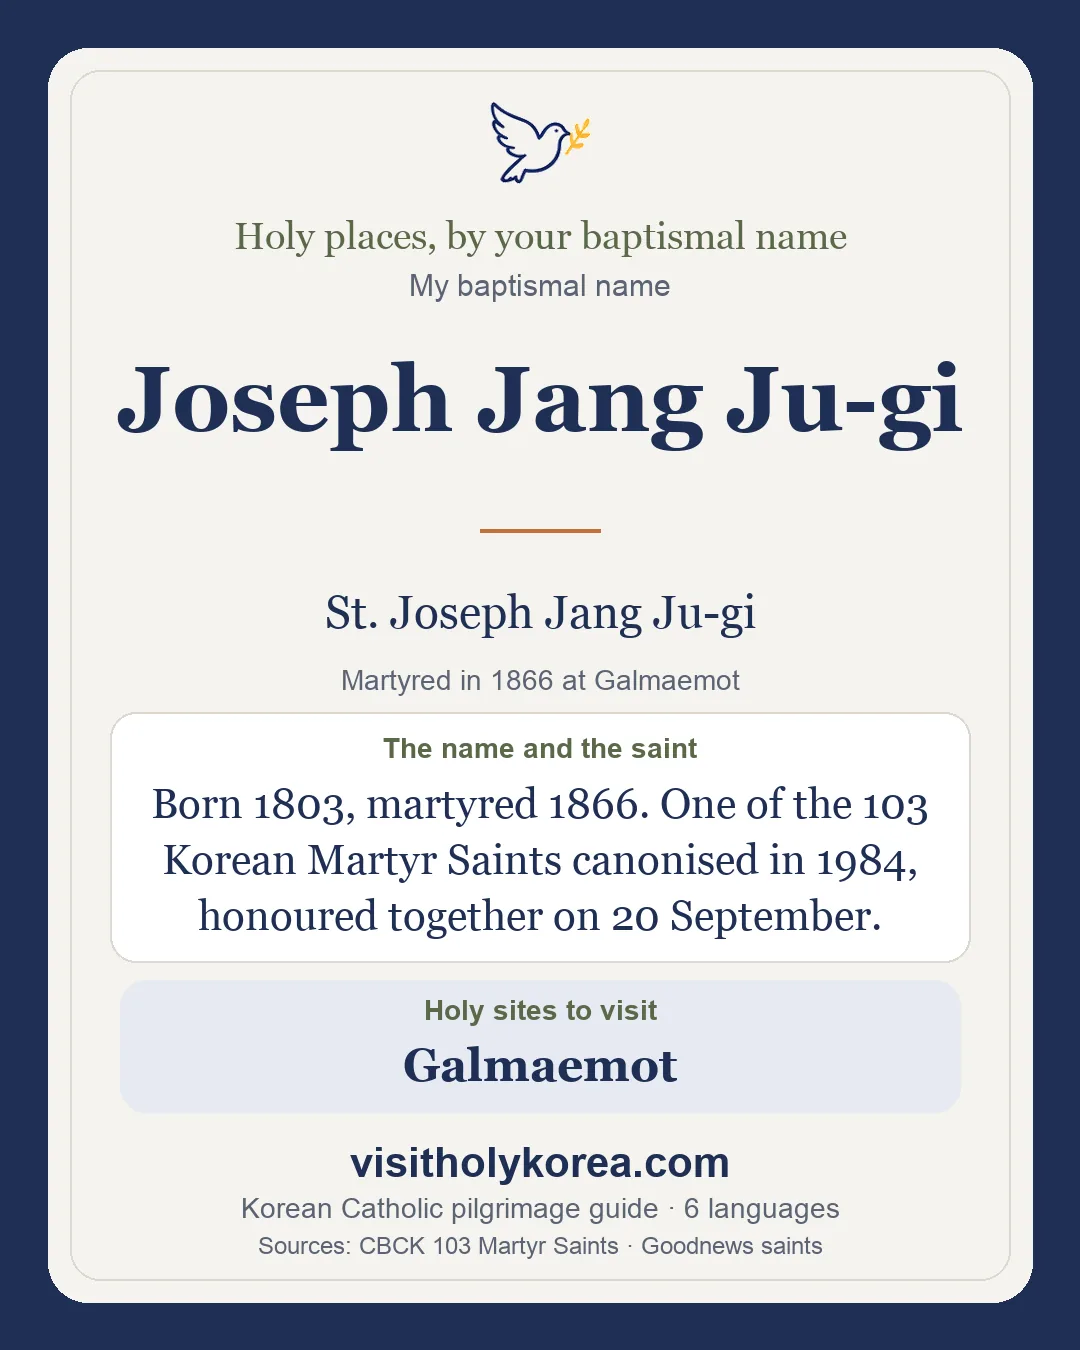 Holy places, by your baptismal name
My baptismal name
Joseph Jang Ju-gi
St. Joseph Jang Ju-gi
Martyred in 1866 at Galmaemot
The name and the saint
Born 1803, martyred 1866. One of the 103
Korean Martyr Saints canonised in 1984,
honoured together on 20 September.
Holy sites to visit
Galmaemot
visitholykorea.com
Korean Catholic pilgrimage guide · 6 languages
Sources: CBCK 103 Martyr Saints · Goodnews saints